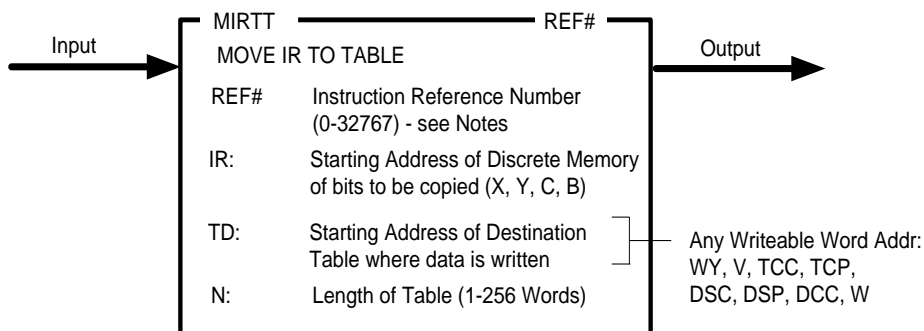 MIRTT REF#
Input
Output
MOVE IR TO TABLE
REF# Instruction Reference Number
(0-32767) - see Notes
IR: Starting Address of Discrete Memory
of bits to be copied (X, Y, C, B)
TD: Starting Address of Destination
Table where data is written
Any Writeable Word Addr:
WY, V, TCC, TCP,
DSC, DSP, DCC, W
N: Length of Table (1-256 Words)